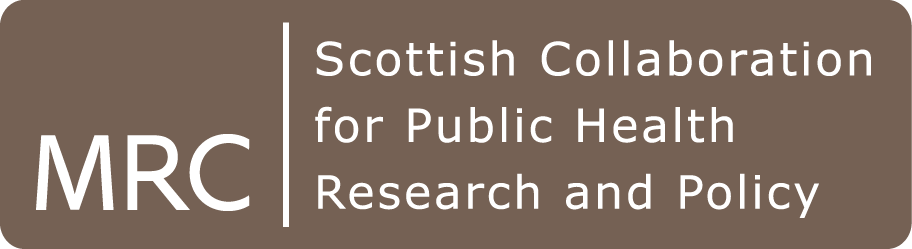 MRC
Scottish Collaboration
for Public Health
Research and Policy